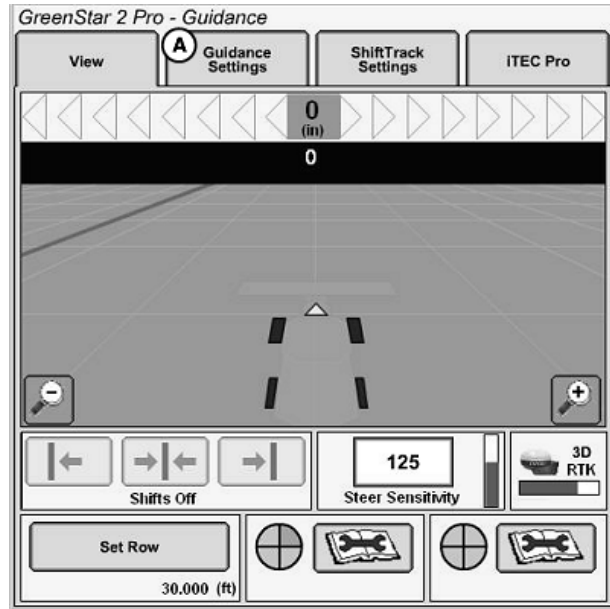 GreenStar 2 Pro - Guidance
View
A
Guidance
Settings
ShiftTrack
Settings
iTEC Pro
0
(in)
0
Shifts Off
125
Steer Sensitivity
3D
RTK
Set Row
30.000 (ft)